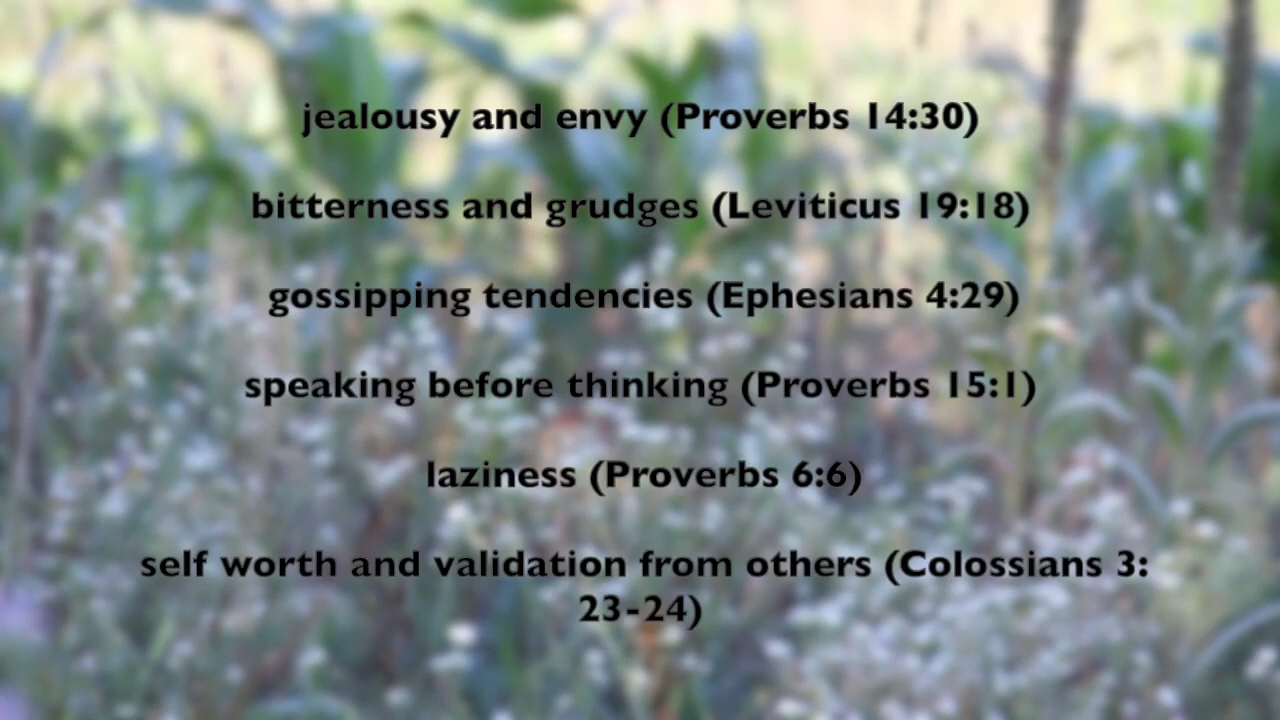 jealousy and envy (Proverbs 14:30)
bitterness and grudges (Leviticus 19:18)
gossipping tendencies (Ephesians 4:29)
speaking before thinking (Proverbs 15:1)
laziness (Proverbs 6:6)
self worth and validation from others (Colossians 3:
23-24)